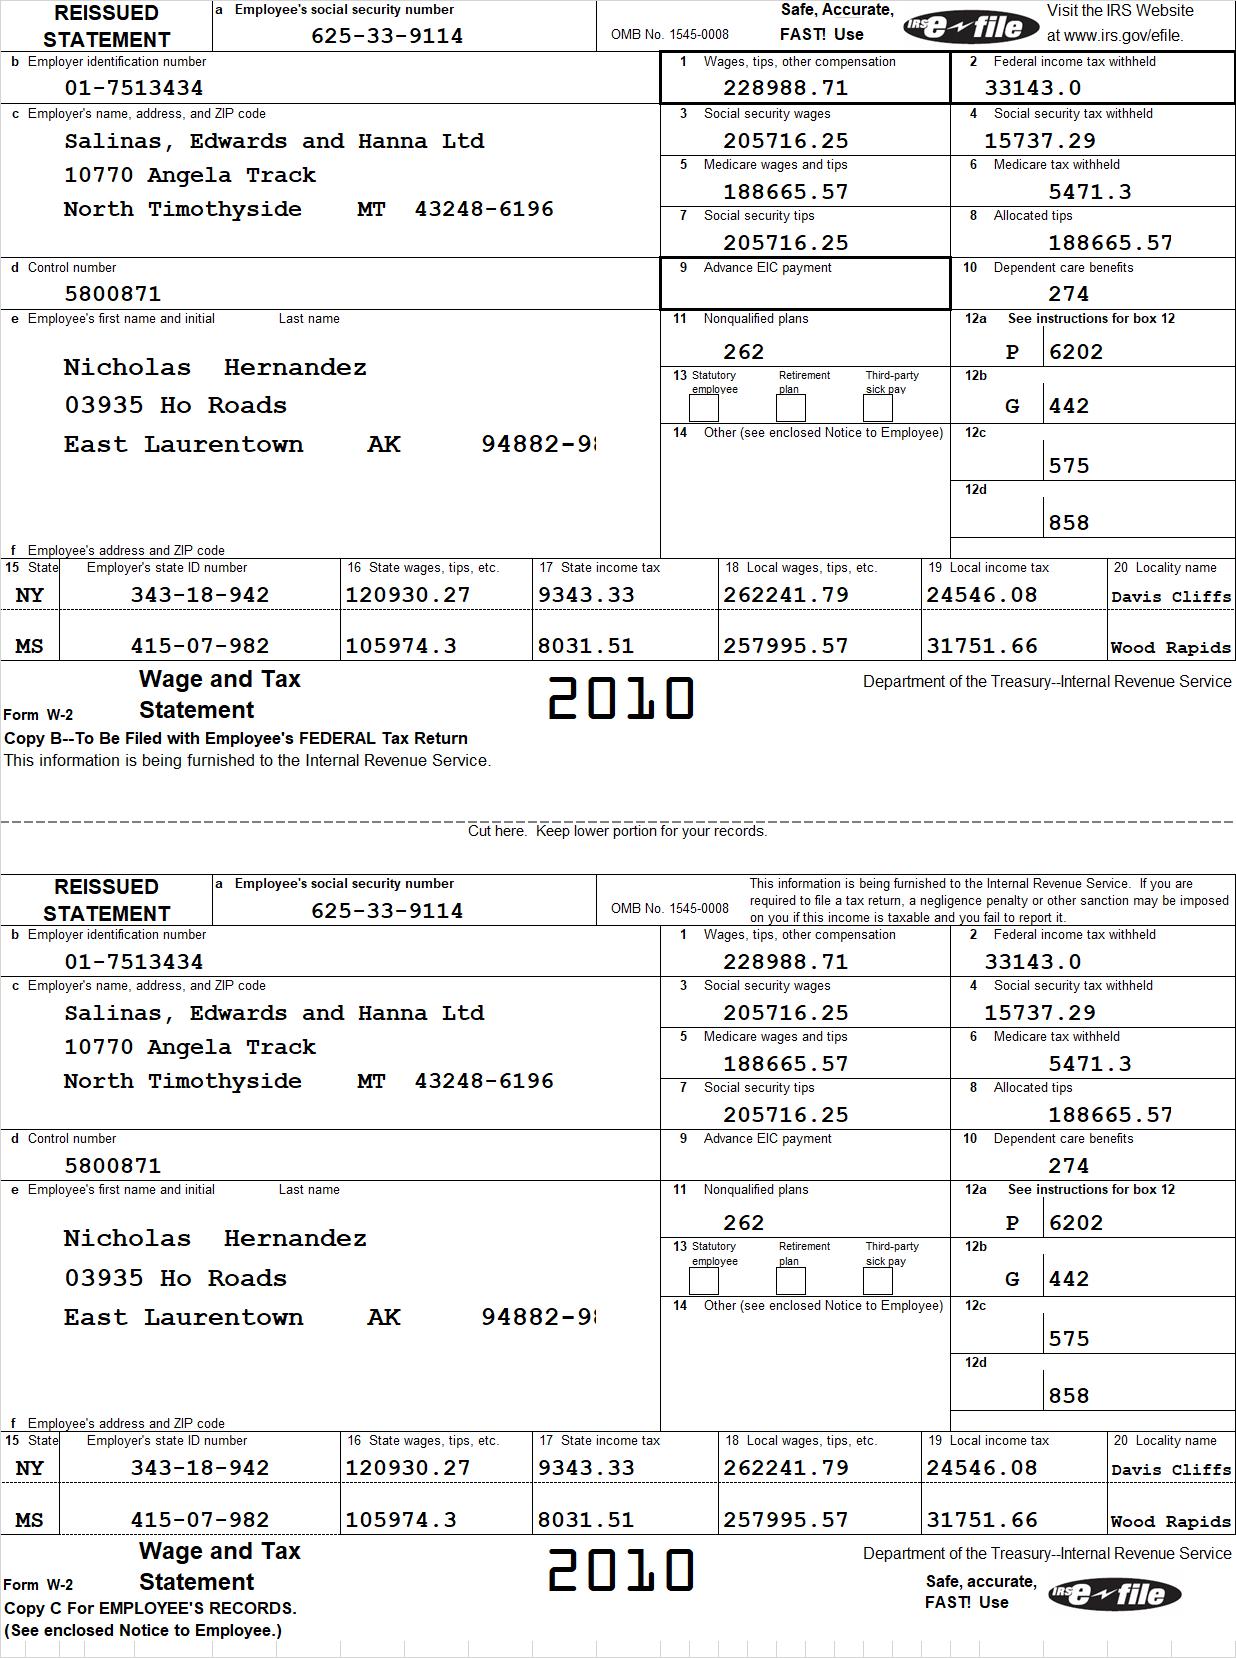 REISSUED STATEMENT
a Employee's social security number
625-33-9114
OMB No. 1545-0008
Safe, Accurate,
FAST! Use
IRS e-file
Visit the IRS Website
at www.irs.gov/efile.
b Employer identification number
01-7513434
1 Wages, tips, other compensation
228988.71
2 Federal income tax withheld
33143.0
c Employer's name, address, and ZIP code
Salinas, Edwards and Hanna Ltd
10770 Angela Track
North Timothyside MT 43248-6196
3 Social security wages
205716.25
4 Social security tax withheld
15737.29
5 Medicare wages and tips
188665.57
6 Medicare tax withheld
5471.3
7 Social security tips
205716.25
8 Allocated tips
188665.57
d Control number
5800871
9 Advance EIC payment
10 Dependent care benefits
274
e Employee's first name and initial Last name
Nicholas Hernandez
03935 Ho Roads
East Laurentown AK 94882-9
f Employee's address and ZIP code
11 Nonqualified plans
262
12a See instructions for box 12
P 6202
13 Statutory employee
Retirement plan
Third-party sick pay
12b
G 442
14 Other (see enclosed Notice to Employee)
12c
575
12d
858
15 State Employer's state ID number 16 State wages, tips, etc. 17 State income tax 18 Local wages, tips, etc. 19 Local income tax 20 Locality name
NY 343-18-942 120930.27 9343.33 262241.79 24546.08 Davis Cliffs
MS 415-07-982 105974.3 8031.51 257995.57 31751.66 Wood Rapids
Form W-2
Wage and Tax
Statement
2010
Department of the Treasury--Internal Revenue Service
Copy B--To Be Filed with Employee's FEDERAL Tax Return
This information is being furnished to the Internal Revenue Service.
Cut here. Keep lower portion for your records.
REISSUED STATEMENT
a Employee's social security number
625-33-9114
OMB No. 1545-0008
This information is being furnished to the Internal Revenue Service. If you are
required to file a tax return, a negligence penalty or other sanction may be imposed
on you if this income is taxable and you fail to report it.
b Employer identification number
01-7513434
1 Wages, tips, other compensation
228988.71
2 Federal income tax withheld
33143.0
c Employer's name, address, and ZIP code
Salinas, Edwards and Hanna Ltd
10770 Angela Track
North Timothyside MT 43248-6196
3 Social security wages
205716.25
4 Social security tax withheld
15737.29
5 Medicare wages and tips
188665.57
6 Medicare tax withheld
5471.3
7 Social security tips
205716.25
8 Allocated tips
188665.57
d Control number
5800871
9 Advance EIC payment
10 Dependent care benefits
274
e Employee's first name and initial Last name
Nicholas Hernandez
03935 Ho Roads
East Laurentown AK 94882-9
f Employee's address and ZIP code
11 Nonqualified plans
262
12a See instructions for box 12
P 6202
13 Statutory employee
Retirement plan
Third-party sick pay
12b
G 442
14 Other (see enclosed Notice to Employee)
12c
575
12d
858
15 State Employer's state ID number 16 State wages, tips, etc. 17 State income tax 18 Local wages, tips, etc. 19 Local income tax 20 Locality name
NY 343-18-942 120930.27 9343.33 262241.79 24546.08 Davis Cliffs
MS 415-07-982 105974.3 8031.51 257995.57 31751.66 Wood Rapids
Form W-2
Wage and Tax
Statement
2010
Department of the Treasury--Internal Revenue Service
Safe, accurate,
FAST! Use
IRS e-file
Copy C For EMPLOYEE'S RECORDS.
(See enclosed Notice to Employee.)